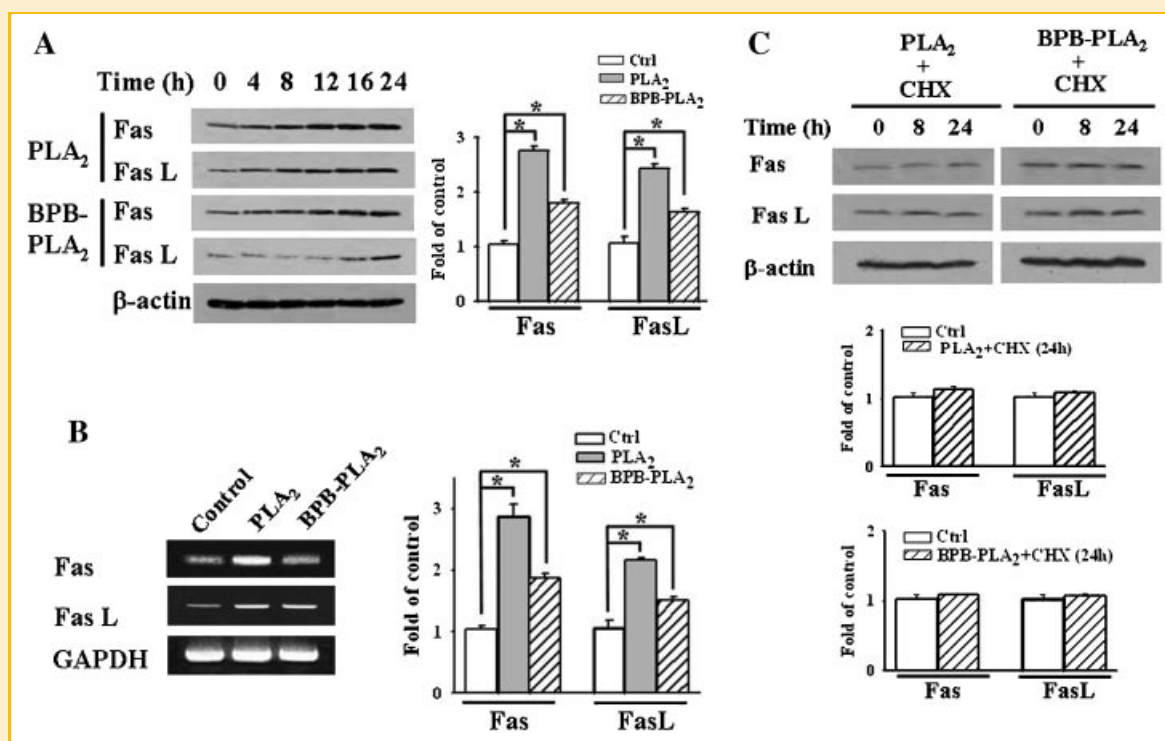 A
Time (h) 0 4 8 12 16 24
PLA2
Fas
Fas L
BPB-
PLA2
Fas
Fas L
β-actin
Ctrl
PLA2
BPB-PLA2
* * * *
Fold of control
3
2
1
0
Fas FasL
B
Control PLA2 BPB-PLA2
Fas
Fas L
GAPDH
Ctrl
PLA2
BPB-PLA2
* * * *
Fold of control
3
2
1
0
Fas FasL
C
PLA2
+
CHX
BPB-PLA2
+
CHX
Time (h) 0 8 24 0 8 24
Fas
Fas L
β-actin
Ctrl
PLA2+CHX (24h)
Fold of control
2
1
0
Fas FasL
Ctrl
BPB-PLA2+CHX (24h)
Fold of control
2
1
0
Fas FasL